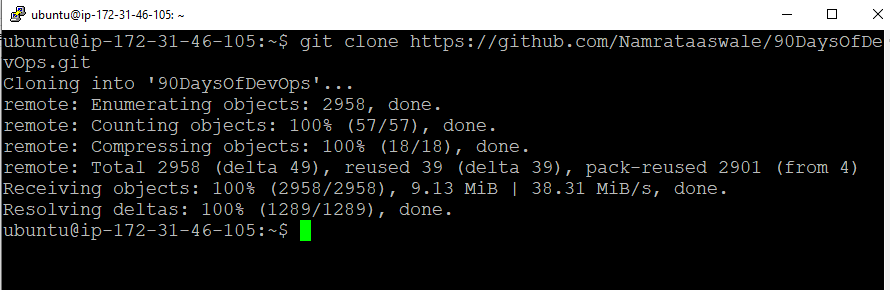 ubuntu@ip-172-31-46-105: ~
ubuntu@ip-172-31-46-105:~$ git clone https://github.com/Namrataaswale/90DaysOfDe
vOps.git
Cloning into '90DaysOfDevOps'...
remote: Enumerating objects: 2958, done.
remote: Counting objects: 100% (57/57), done.
remote: Compressing objects: 100% (18/18), done.
remote: Total 2958 (delta 49), reused 39 (delta 39), pack-reused 2901 (from 4)
Receiving objects: 100% (2958/2958), 9.13 MiB | 38.31 MiB/s, done.
Resolving deltas: 100% (1289/1289), done.
ubuntu@ip-172-31-46-105:~$